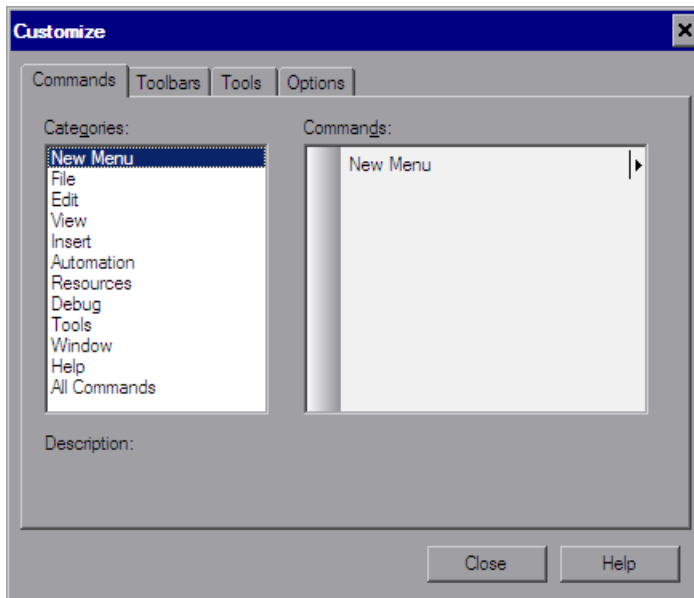 Customize
Commands Toolbars Tools Options
Categories: Commands:
New Menu New Menu
File
Edit
View
Insert
Automation
Resources
Debug
Tools
Window
Help
All Commands
Description:
Close Help